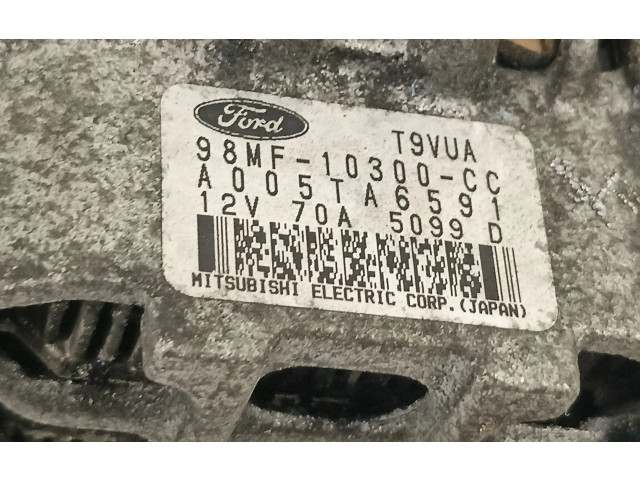 Ford T9VUA
98MF-10300-CC
A005TA6591
12V 70A 5099 D
MITSUBISHI ELECTRIC CORP.(JAPAN)